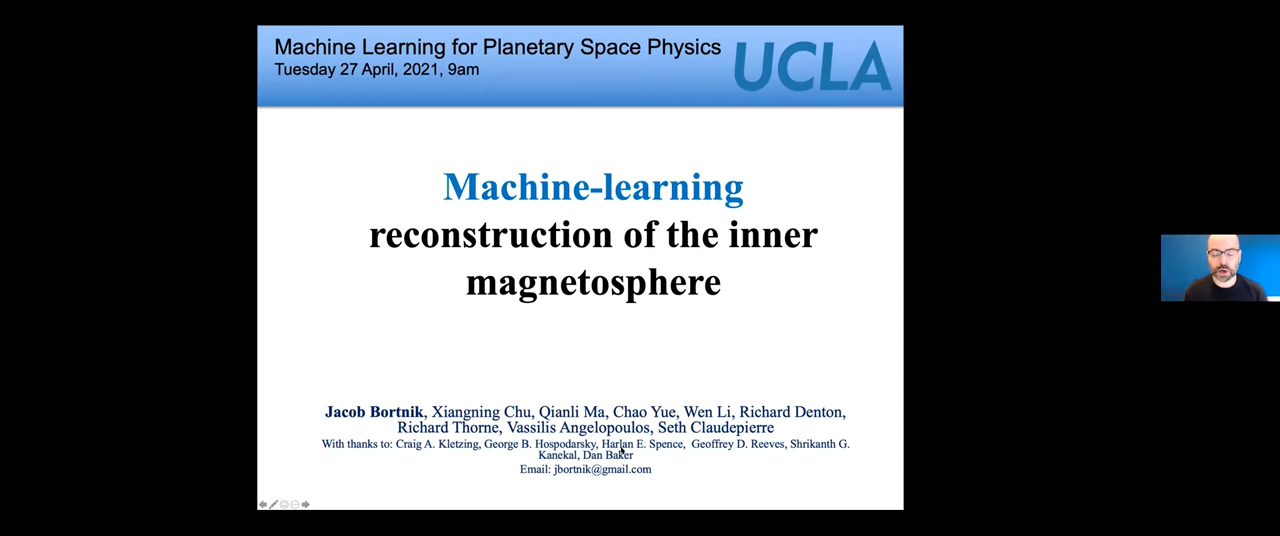 Machine Learning for Planetary Space Physics
Tuesday 27 April, 2021, 9am
UCLA
Machine-learning
reconstruction of the inner
magnetosphere
Jacob Bortnik, Xiangning Chu, Qianli Ma, Chao Yue, Wen Li, Richard Denton,
Richard Thorne, Vassilis Angelopoulos, Seth Claudepierre
With thanks to: Craig A. Kletzing, George B. Hospodarsky, Harlan E. Spence, Geoffrey D. Reeves, Shrikanth G.
Kanekal, Dan Baker
Email: jbortnik@gmail.com